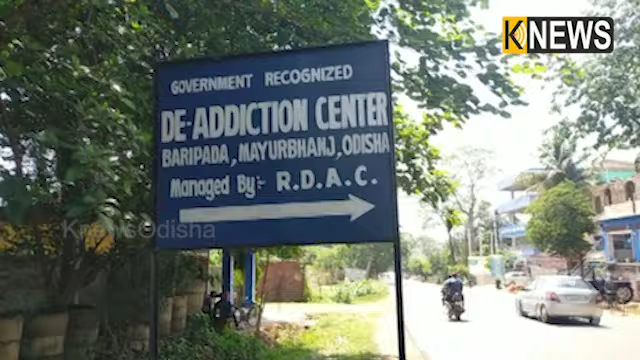 KNEWS
GOVERNMENT RECOGNIZED
DE-ADDICTION CENTER
BARIPADA, MAYURBHANJ, ODISHA
Managed By:- R.D.A.C.
KnewsOdisha